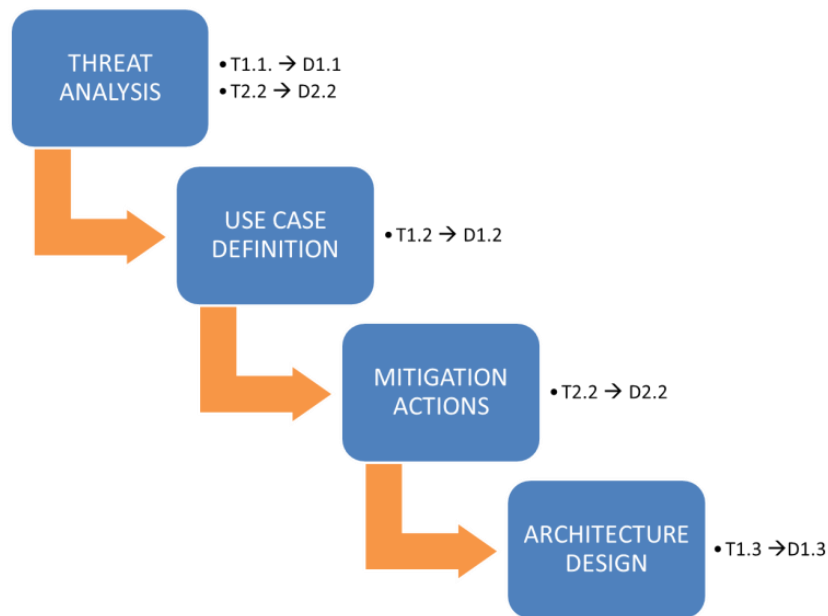 THREAT
ANALYSIS
• T1.1. → D1.1
• T2.2 → D2.2
USE CASE
DEFINITION
• T1.2 → D1.2
MITIGATION
ACTIONS
• T2.2 → D2.2
ARCHITECTURE
DESIGN
• T1.3 →D1.3